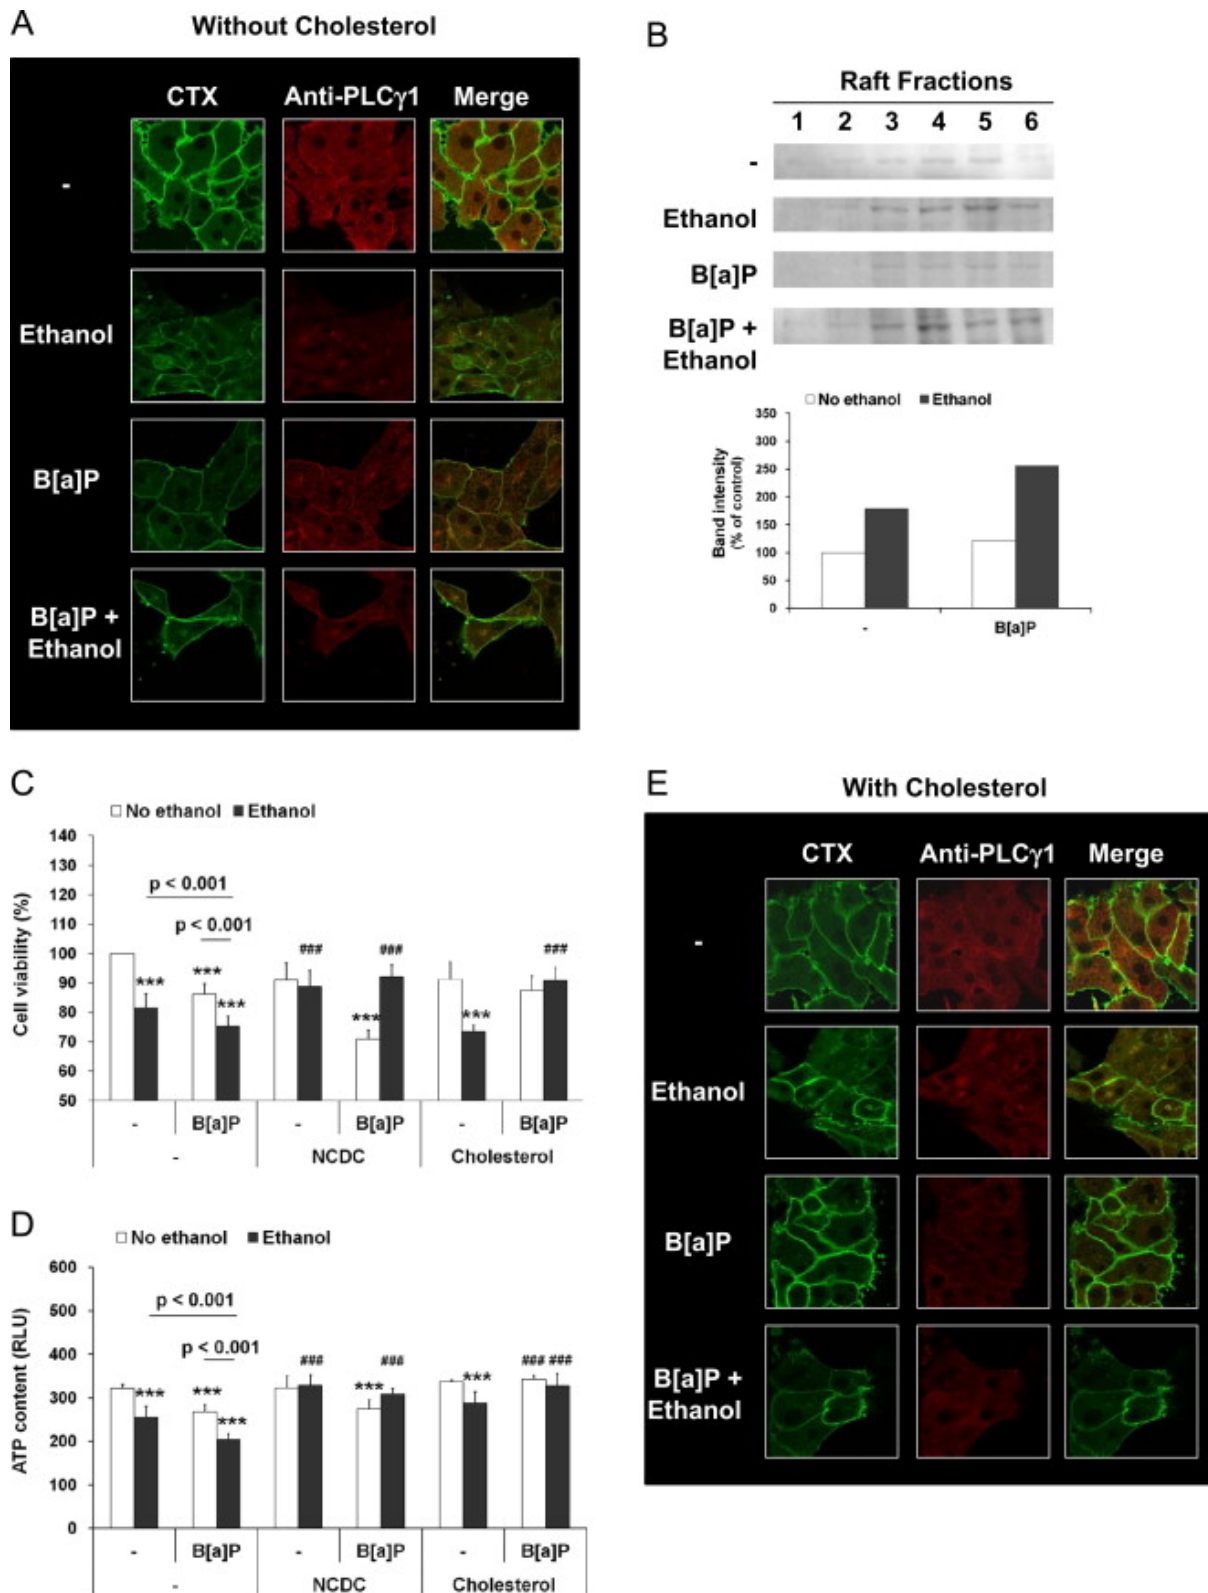 A
Without Cholesterol
CTX Anti-PLCγ1 Merge
-
Ethanol
B[a]P
B[a]P +
Ethanol
B
Raft Fractions
1 2 3 4 5 6
-
Ethanol
B[a]P
B[a]P +
Ethanol
No ethanol Ethanol
Band intensity
(% of control)
350
300
250
200
150
100
50
0
- B[a]P
C
No ethanol Ethanol
Cell viability (%)
140
130
120
110
100
90
80
70
60
50
p < 0.001
p < 0.001
*** *** *** ### *** ### *** ###
- B[a]P - B[a]P - B[a]P
- NCDC Cholesterol
D
No ethanol Ethanol
ATP content (RLU)
600
500
400
300
200
100
0
p < 0.001
p < 0.001
*** *** *** ### *** ### *** ### ###
- B[a]P - B[a]P - B[a]P
- NCDC Cholesterol
E
With Cholesterol
CTX Anti-PLCγ1 Merge
-
Ethanol
B[a]P
B[a]P +
Ethanol